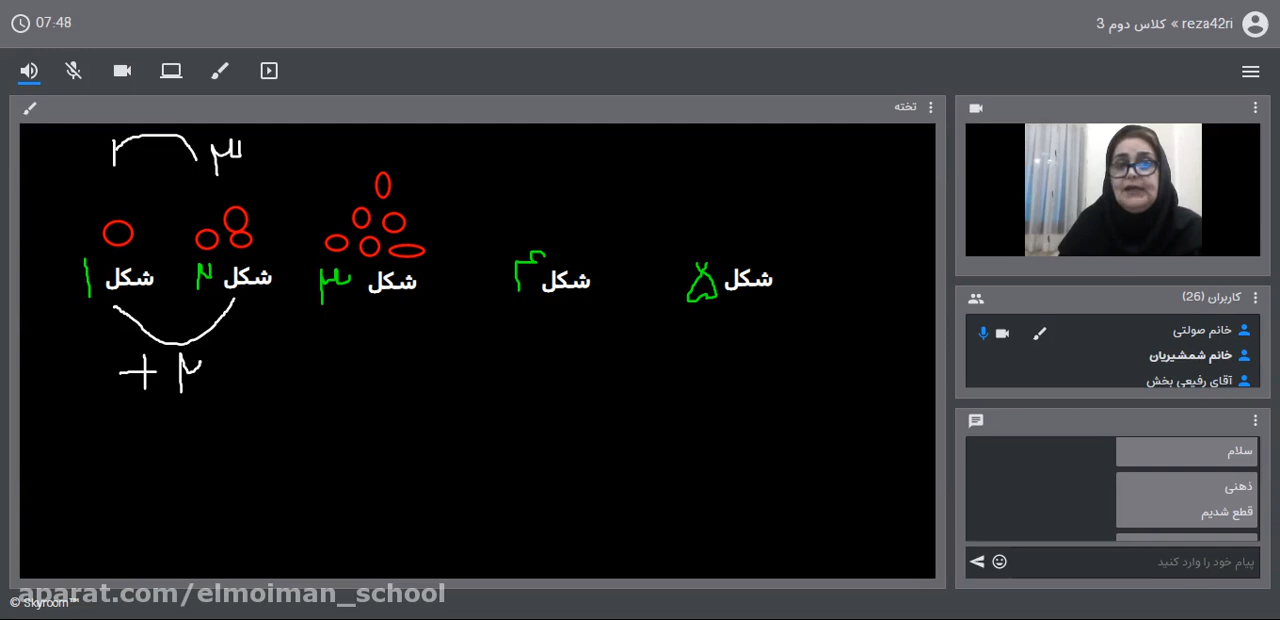 07:48
reza42ri » کلاس دوم 3
تخته
۱ ۳
شکل ۱
شکل ۲
شکل ۳
شکل ۴
شکل ۵
+ ۲
کاربران (26)
خانم صولتی
خانم شمشیریان
آقای رفیعی بخش
سلام
ذهنی
قطع شدیم
پیام خود را وارد کنید
aparat.com/elmoiman_school
© Skyroom™